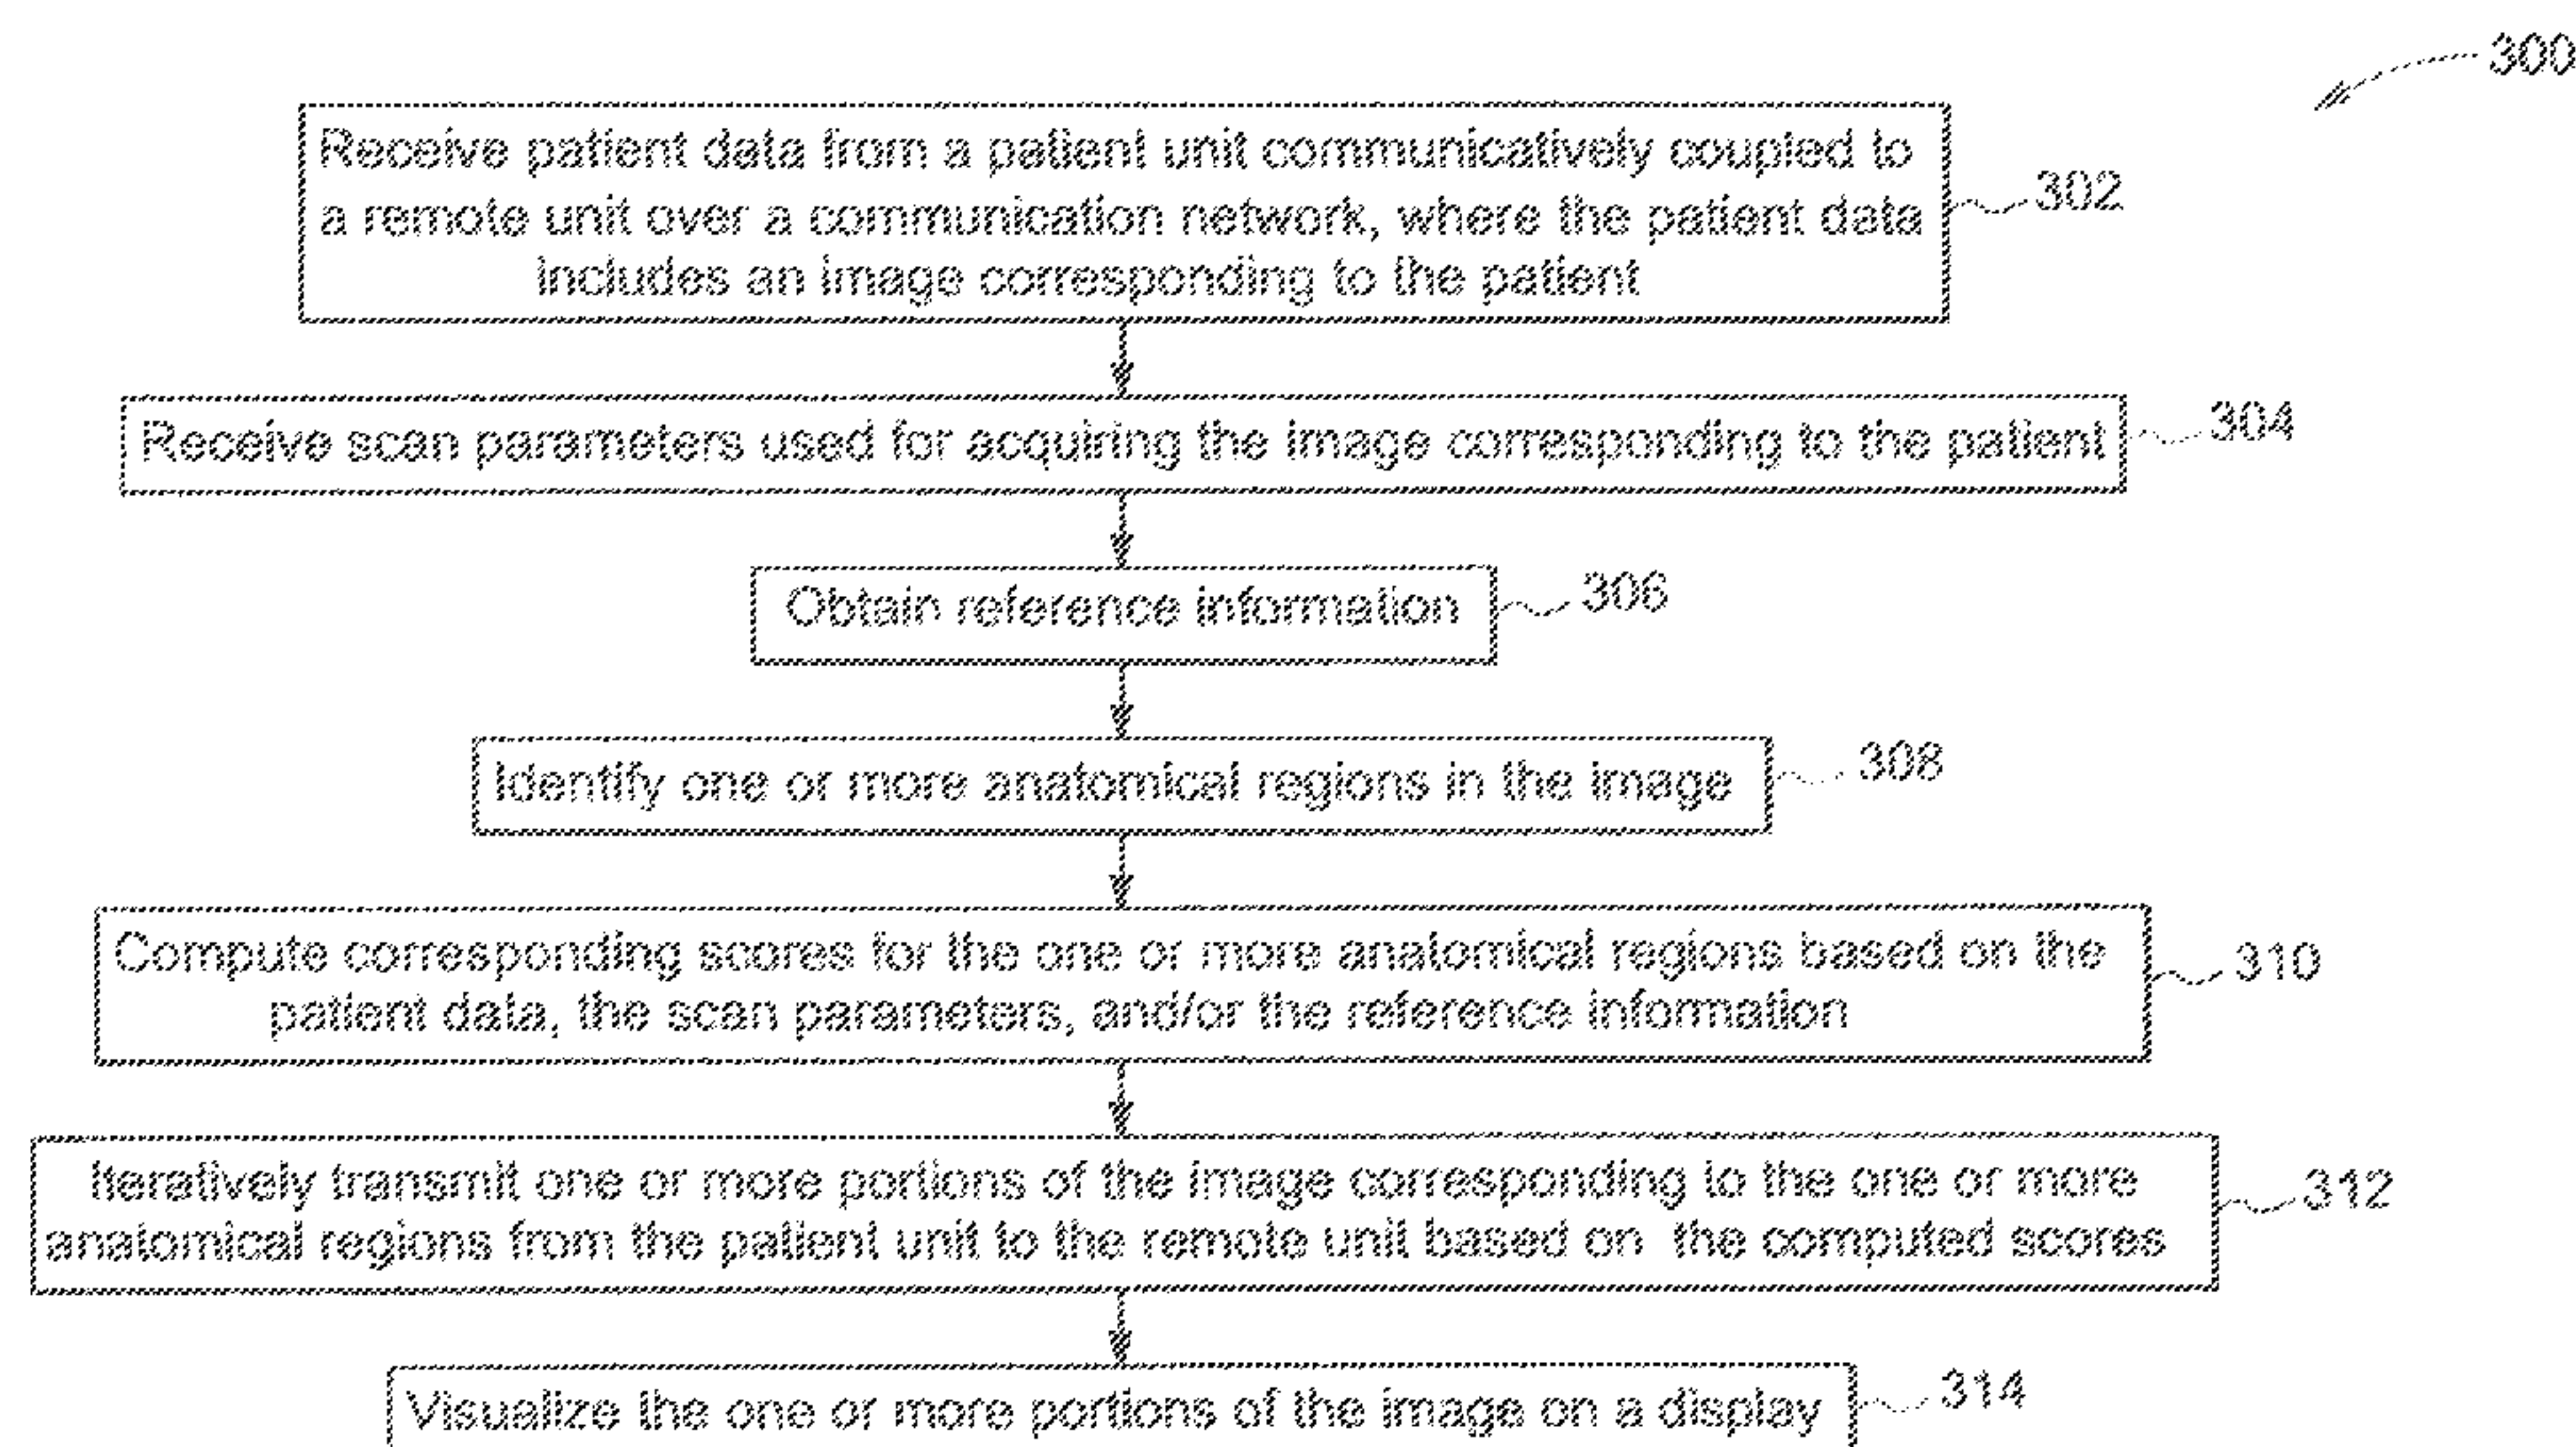 300
Receive patient data from a patient unit communicatively coupled to
a remote unit over a communication network, where the patient data
includes an image corresponding to the patient
302
Receive scan parameters used for acquiring the image corresponding to the patient
304
Obtain reference information
306
Identify one or more anatomical regions in the image
308
Compute corresponding scores for the one or more anatomical regions based on the
patient data, the scan parameters, and/or the reference information
310
Iteratively transmit one or more portions of the image corresponding to the one or more
anatomical regions from the patient unit to the remote unit based on the computed scores
312
Visualize the one or more portions of the image on a display
314